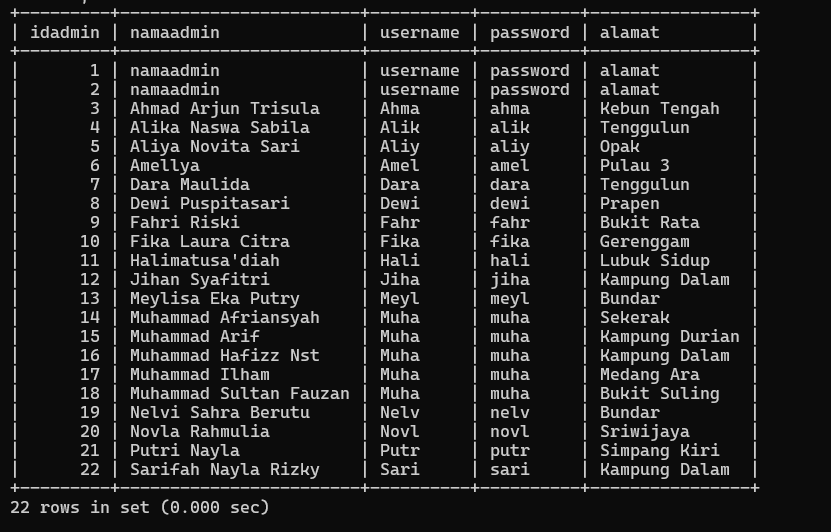 +---------+------------------------+----------+----------+----------------+
| idadmin | namaadmin              | username | password | alamat         |
+---------+------------------------+----------+----------+----------------+
|       1 | namaadmin              | username | password | alamat         |
|       2 | namaadmin              | username | password | alamat         |
|       3 | Ahmad Arjun Trisula    | Ahma     | ahma     | Kebun Tengah   |
|       4 | Alika Naswa Sabila     | Alik     | alik     | Tenggulun      |
|       5 | Aliya Novita Sari      | Aliy     | aliy     | Opak           |
|       6 | Amellya                | Amel     | amel     | Pulau 3        |
|       7 | Dara Maulida           | Dara     | dara     | Tenggulun      |
|       8 | Dewi Puspitasari       | Dewi     | dewi     | Prapen         |
|       9 | Fahri Riski            | Fahr     | fahr     | Bukit Rata     |
|      10 | Fika Laura Citra       | Fika     | fika     | Gerenggam      |
|      11 | Halimatusa'diah        | Hali     | hali     | Lubuk Sidup    |
|      12 | Jihan Syafitri         | Jiha     | jiha     | Kampung Dalam  |
|      13 | Meylisa Eka Putry      | Meyl     | meyl     | Bundar         |
|      14 | Muhammad Afriansyah    | Muha     | muha     | Sekerak        |
|      15 | Muhammad Arif          | Muha     | muha     | Kampung Durian |
|      16 | Muhammad Hafizz Nst    | Muha     | muha     | Kampung Dalam  |
|      17 | Muhammad Ilham         | Muha     | muha     | Medang Ara     |
|      18 | Muhammad Sultan Fauzan | Muha     | muha     | Bukit Suling   |
|      19 | Nelvi Sahra Berutu     | Nelv     | nelv     | Bundar         |
|      20 | Novla Rahmulia         | Novl     | novl     | Sriwijaya      |
|      21 | Putri Nayla            | Putr     | putr     | Simpang Kiri   |
|      22 | Sarifah Nayla Rizky    | Sari     | sari     | Kampung Dalam  |
+---------+------------------------+----------+----------+----------------+
22 rows in set (0.000 sec)